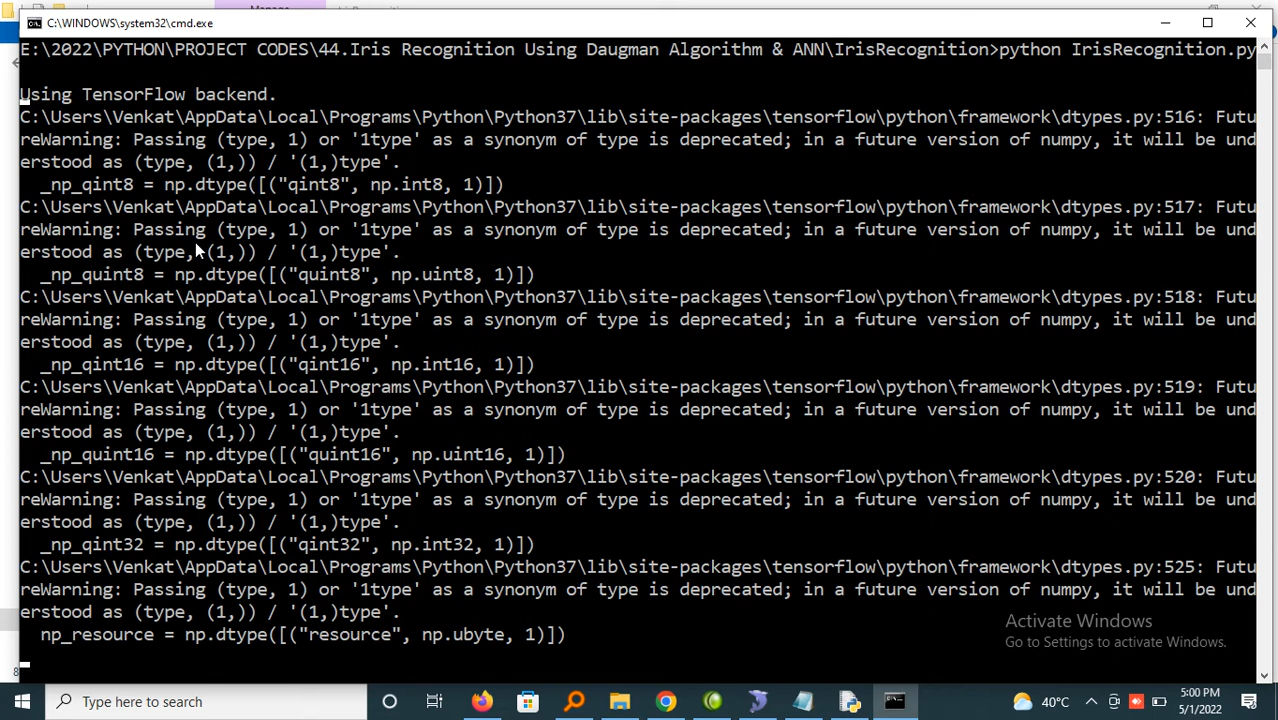 C:\WINDOWS\system32\cmd.exe
E:\2022\PYTHON\PROJECT CODES\44.Iris Recognition Using Daugman Algorithm & ANN\IrisRecognition>python IrisRecognition.py
Using TensorFlow backend.
C:\Users\Venkat\AppData\Local\Programs\Python\Python37\lib\site-packages\tensorflow\python\framework\dtypes.py:516: Futu
reWarning: Passing (type, 1) or '1type' as a synonym of type is deprecated; in a future version of numpy, it will be und
erstood as (type, (1,)) / '(1,)type'.
_np_qint8 = np.dtype([("qint8", np.int8, 1)])
C:\Users\Venkat\AppData\Local\Programs\Python\Python37\lib\site-packages\tensorflow\python\framework\dtypes.py:517: Futu
reWarning: Passing (type, 1) or '1type' as a synonym of type is deprecated; in a future version of numpy, it will be und
erstood as (type, (1,)) / '(1,)type'.
_np_quint8 = np.dtype([("quint8", np.uint8, 1)])
C:\Users\Venkat\AppData\Local\Programs\Python\Python37\lib\site-packages\tensorflow\python\framework\dtypes.py:518: Futu
reWarning: Passing (type, 1) or '1type' as a synonym of type is deprecated; in a future version of numpy, it will be und
erstood as (type, (1,)) / '(1,)type'.
_np_qint16 = np.dtype([("qint16", np.int16, 1)])
C:\Users\Venkat\AppData\Local\Programs\Python\Python37\lib\site-packages\tensorflow\python\framework\dtypes.py:519: Futu
reWarning: Passing (type, 1) or '1type' as a synonym of type is deprecated; in a future version of numpy, it will be und
erstood as (type, (1,)) / '(1,)type'.
_np_quint16 = np.dtype([("quint16", np.uint16, 1)])
C:\Users\Venkat\AppData\Local\Programs\Python\Python37\lib\site-packages\tensorflow\python\framework\dtypes.py:520: Futu
reWarning: Passing (type, 1) or '1type' as a synonym of type is deprecated; in a future version of numpy, it will be und
erstood as (type, (1,)) / '(1,)type'.
_np_qint32 = np.dtype([("qint32", np.int32, 1)])
C:\Users\Venkat\AppData\Local\Programs\Python\Python37\lib\site-packages\tensorflow\python\framework\dtypes.py:525: Futu
reWarning: Passing (type, 1) or '1type' as a synonym of type is deprecated; in a future version of numpy, it will be und
erstood as (type, (1,)) / '(1,)type'.
np_resource = np.dtype([("resource", np.ubyte, 1)])
Activate Windows
Go to Settings to activate Windows.
Type here to search
40°C
5:00 PM
5/1/2022